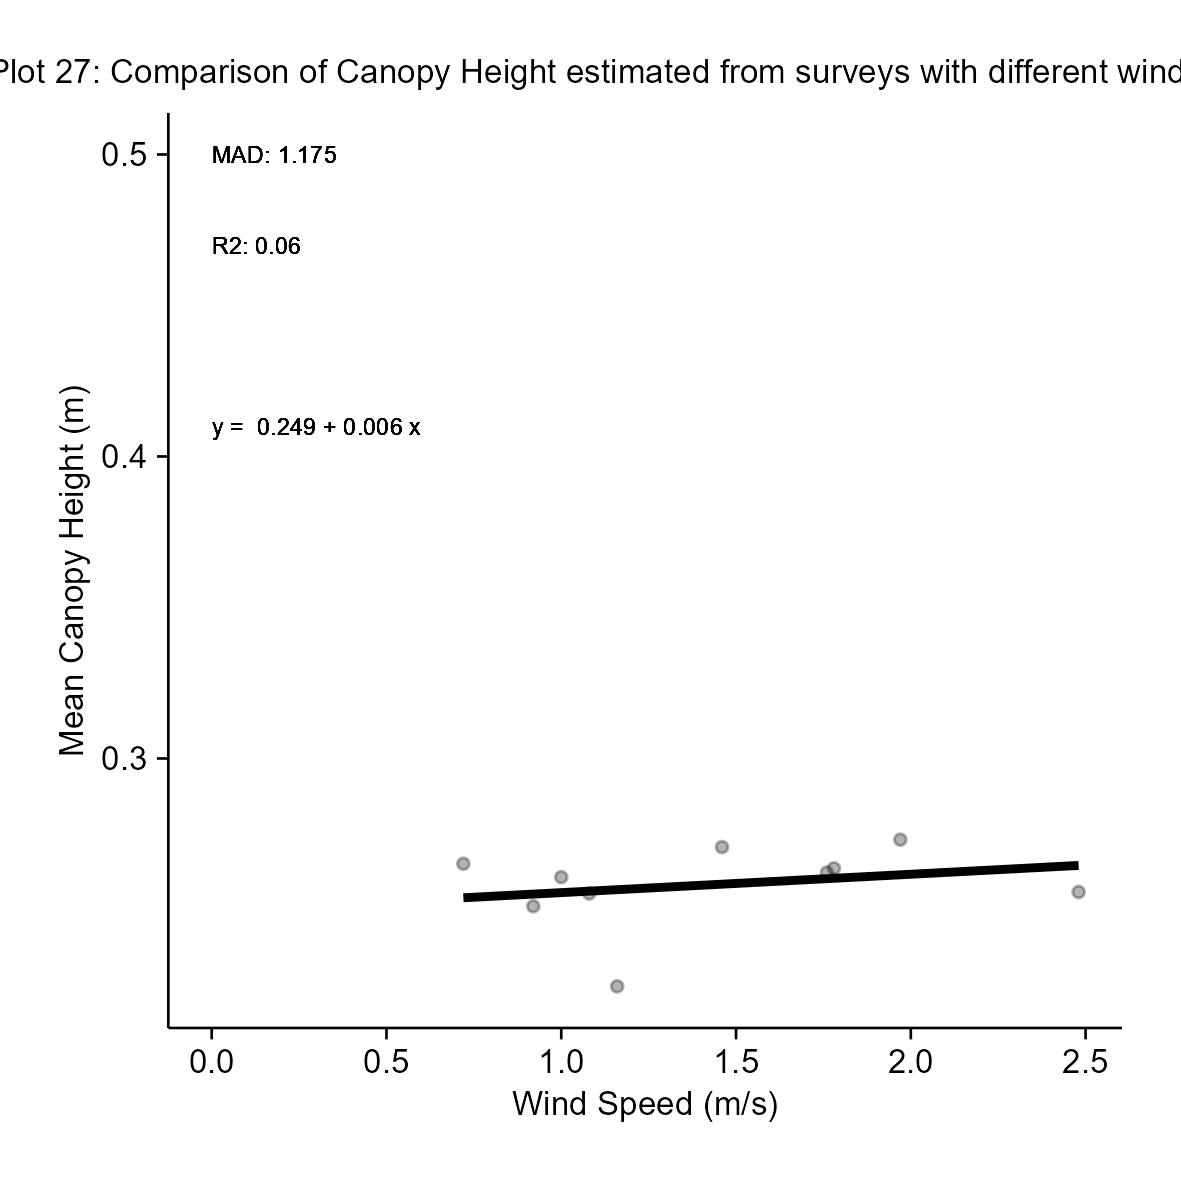 Plot 27: Comparison of Canopy Height estimated from surveys with different wind
0.5
MAD: 1.175
R2: 0.06
y =  0.249 + 0.006 x
0.4
Mean Canopy Height (m)
0.3
0.0 0.5 1.0 1.5 2.0 2.5
Wind Speed (m/s)